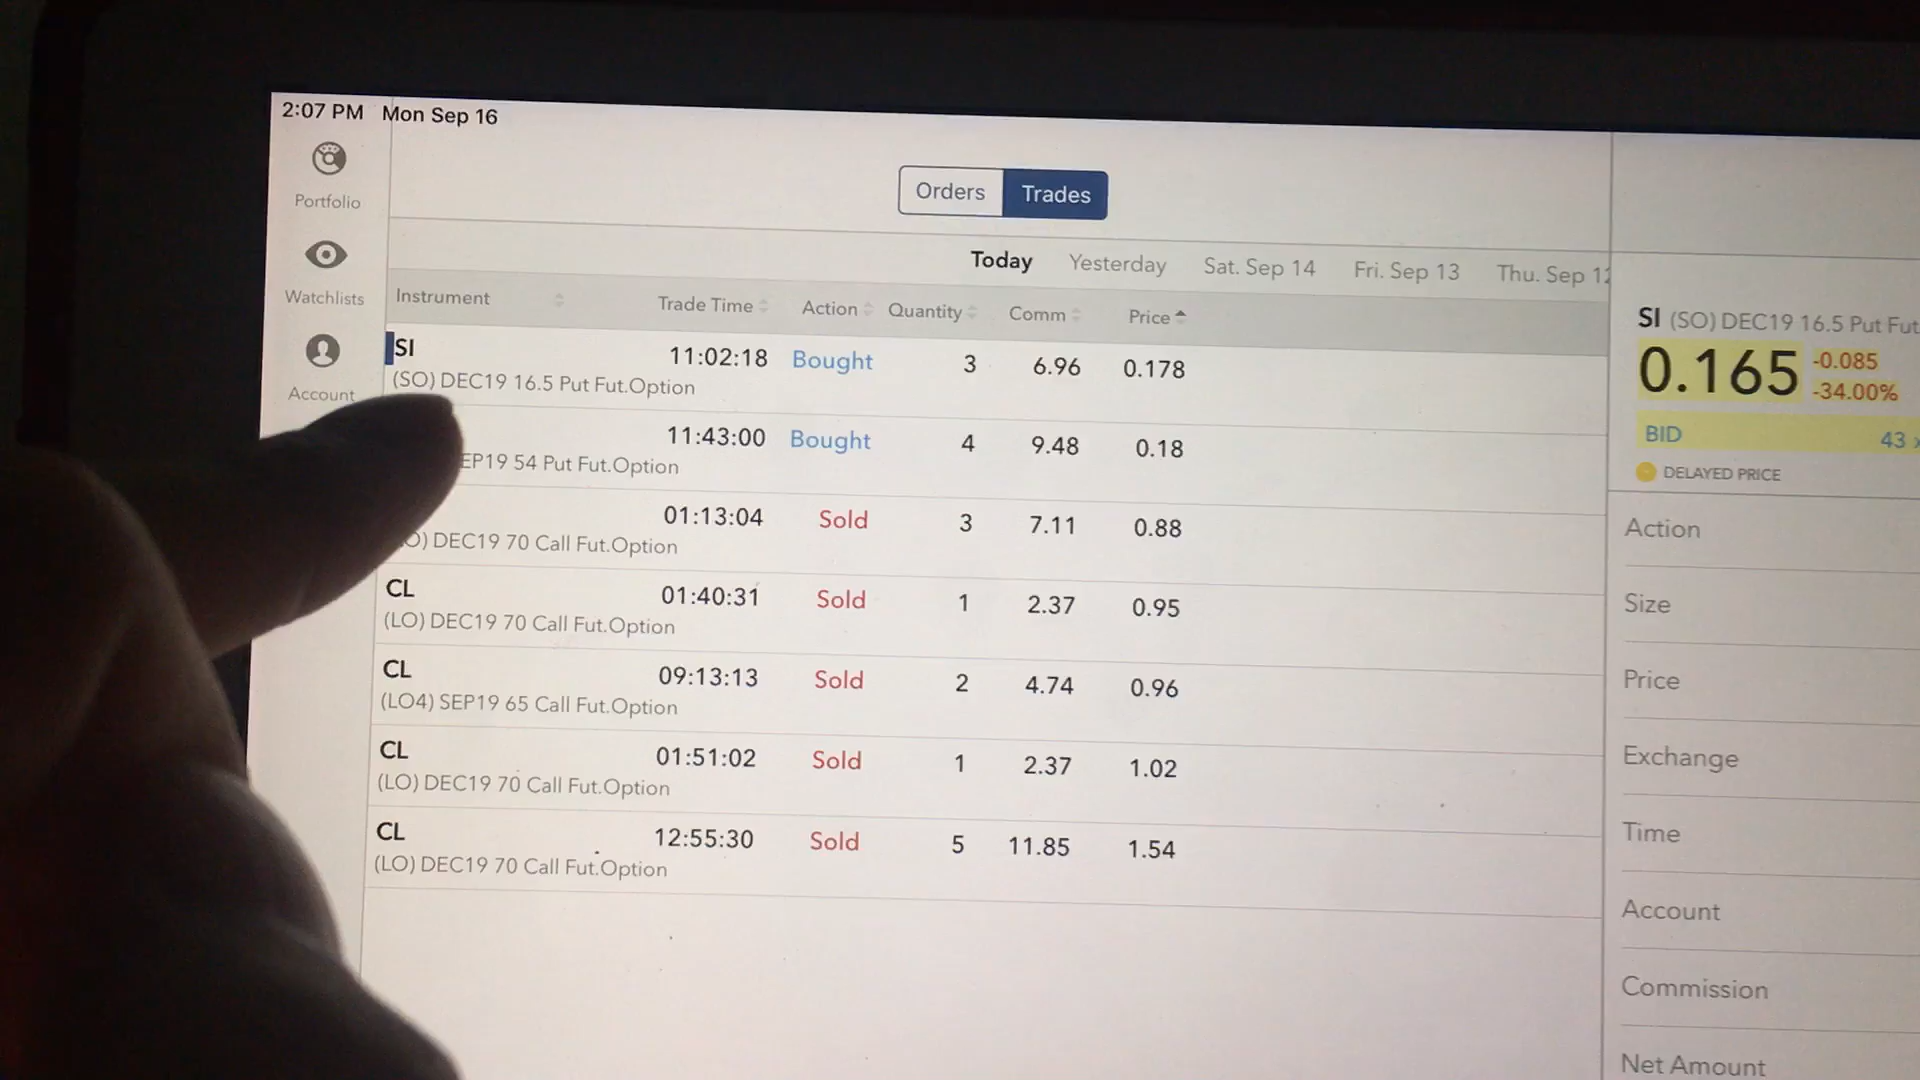 2:07 PM Mon Sep 16
Portfolio
Watchlists
Account
Orders Trades
Today Yesterday Sat. Sep 14 Fri. Sep 13 Thu. Sep 12
Instrument Trade Time Action Quantity Comm Price
SI 11:02:18 Bought 3 6.96 0.178
(SO) DEC19 16.5 Put Fut.Option
11:43:00 Bought 4 9.48 0.18
EP19 54 Put Fut.Option
01:13:04 Sold 3 7.11 0.88
O) DEC19 70 Call Fut.Option
CL 01:40:31 Sold 1 2.37 0.95
(LO) DEC19 70 Call Fut.Option
CL 09:13:13 Sold 2 4.74 0.96
(LO4) SEP19 65 Call Fut.Option
CL 01:51:02 Sold 1 2.37 1.02
(LO) DEC19 70 Call Fut.Option
CL 12:55:30 Sold 5 11.85 1.54
(LO) DEC19 70 Call Fut.Option
SI (SO) DEC19 16.5 Put Fut.
0.165 -0.085
-34.00%
BID 43
DELAYED PRICE
Action
Size
Price
Exchange
Time
Account
Commission
Net Amount